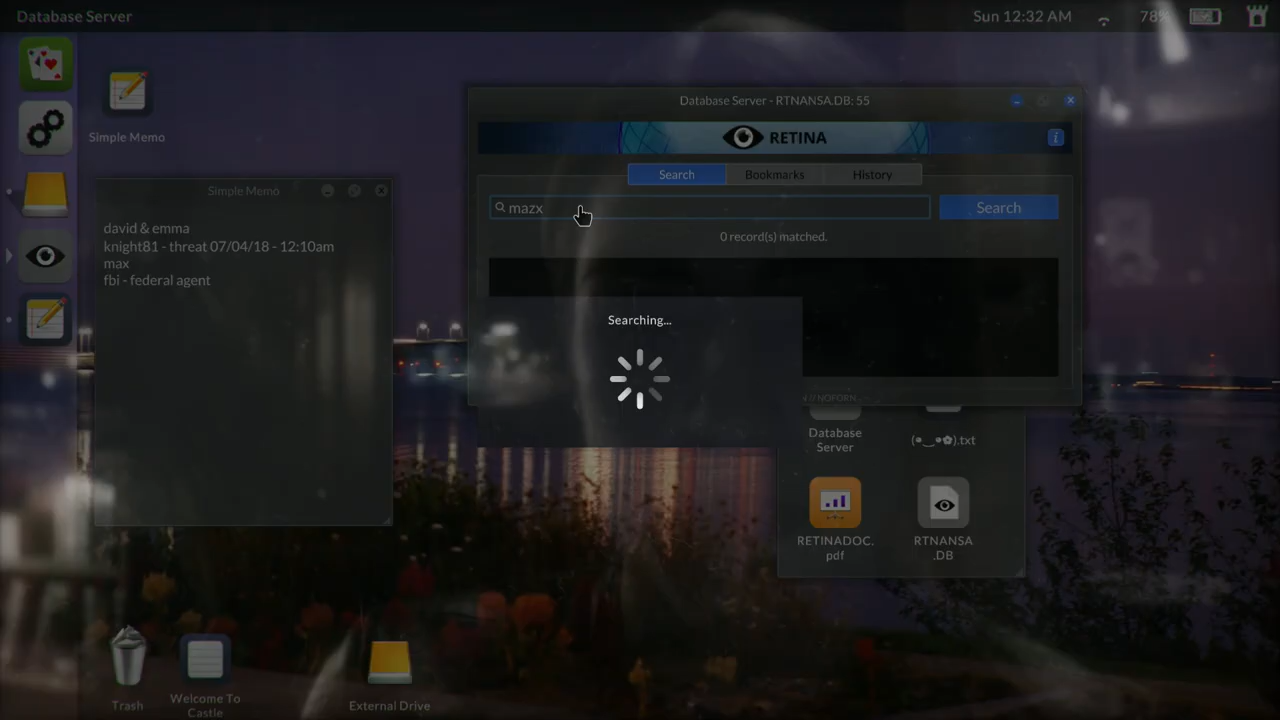 Database Server
Sun 12:32 AM
78%
Simple Memo
Simple Memo
david & emma
knight81 - threat 07/04/18 - 12:10am
max
fbi - federal agent
Database Server - RTNANSA.DB: 55
RETINA
i
Search
Bookmarks
History
mazx
Search
0 record(s) matched.
Searching...
//NOFORN
Database
Server
(●‿●✿).txt
RETINADOC.
pdf
RTNANSA
.DB
Trash
Welcome To
Castle
External Drive